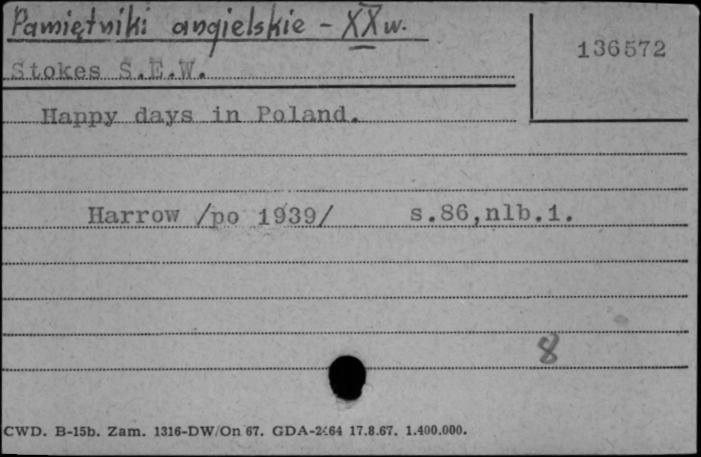 Pamiętniki angielskie - XX w.
136572
Stokes S.E.W.
Happy days in Poland.
Harrow /po 1939/ s.86,nlb.1.
8
CWD. B-15b. Zam. 1316-DW/On 67. GDA-2464 17.8.67. 1.400.000.